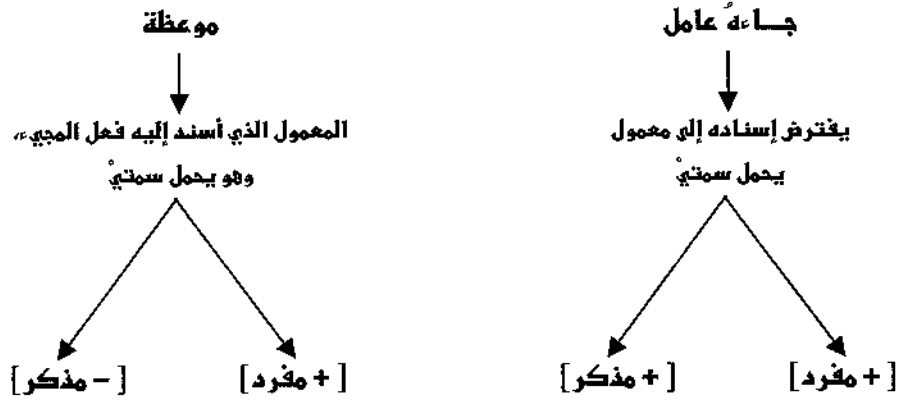 جـــاءهُ عامل
يفترض إسناده إلى معمول
يحمل سمتيْ
[+ مفرد]
[+ مذكر]
موعظة
المعمول الذي أسند إليه فعل المجيء،
وهو يحمل سمتيْ
[+ مفرد]
[– مذكر]